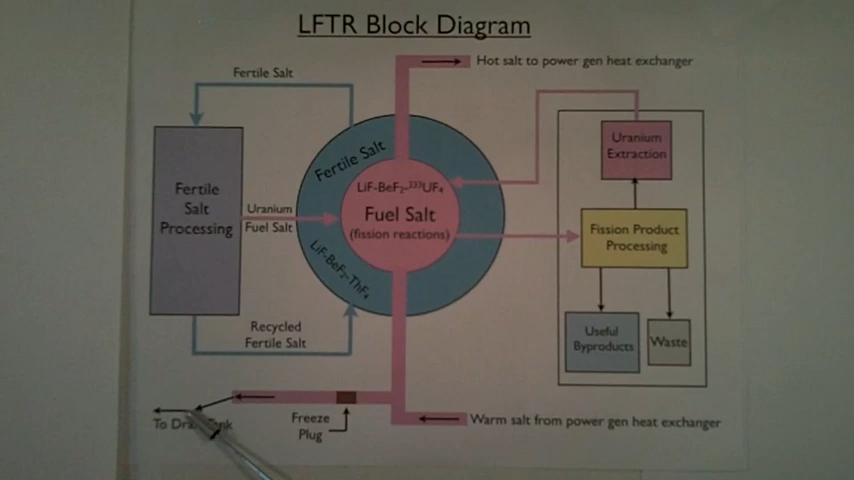 LFTR Block Diagram
Hot salt to power gen heat exchanger
Fertile Salt
Fertile Salt
Uranium
Extraction
LiF-BeF₂-²³³UF₄
Fertile
Salt
Processing
Uranium
Fuel Salt
Fuel Salt
(fission reactions)
Fission Product
Processing
LiF-BeF₂-ThF₄
Recycled
Fertile Salt
Useful
Byproducts
Waste
To
Freeze
Plug
Warm salt from power gen heat exchanger